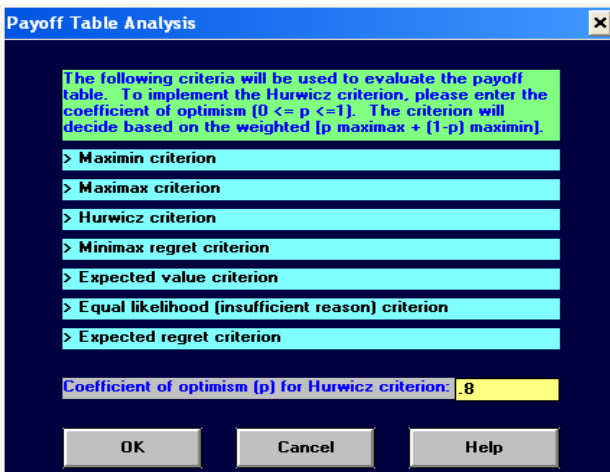 Payoff Table Analysis
The following criteria will be used to evaluate the payoff
table. To implement the Hurwicz criterion, please enter the
coefficient of optimism (0 <= p <=1). The criterion will
decide based on the weighted [p maximax + (1-p) maximin].
> Maximin criterion
> Maximax criterion
> Hurwicz criterion
> Minimax regret criterion
> Expected value criterion
> Equal likelihood (insufficient reason) criterion
> Expected regret criterion
Coefficient of optimism (p) for Hurwicz criterion: .8
OK Cancel Help